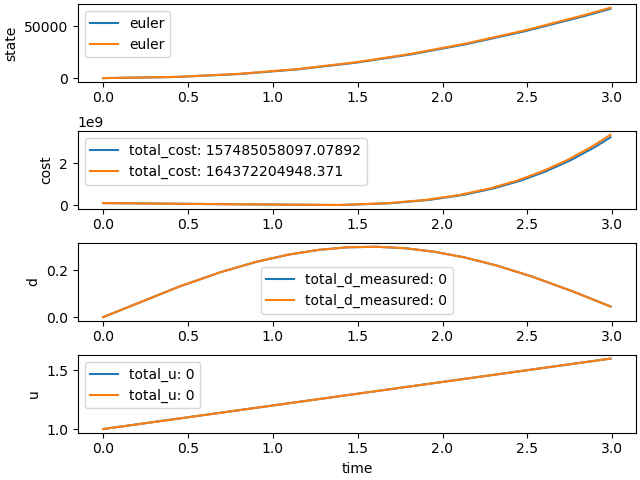 state
50000
0
euler
euler
0.0 0.5 1.0 1.5 2.0 2.5 3.0
1e9
cost
2
0
total_cost: 157485058097.07892
total_cost: 164372204948.371
0.0 0.5 1.0 1.5 2.0 2.5 3.0
d
0.2
0.0
total_d_measured: 0
total_d_measured: 0
0.0 0.5 1.0 1.5 2.0 2.5 3.0
u
1.5
1.0
total_u: 0
total_u: 0
0.0 0.5 1.0 1.5 2.0 2.5 3.0
time